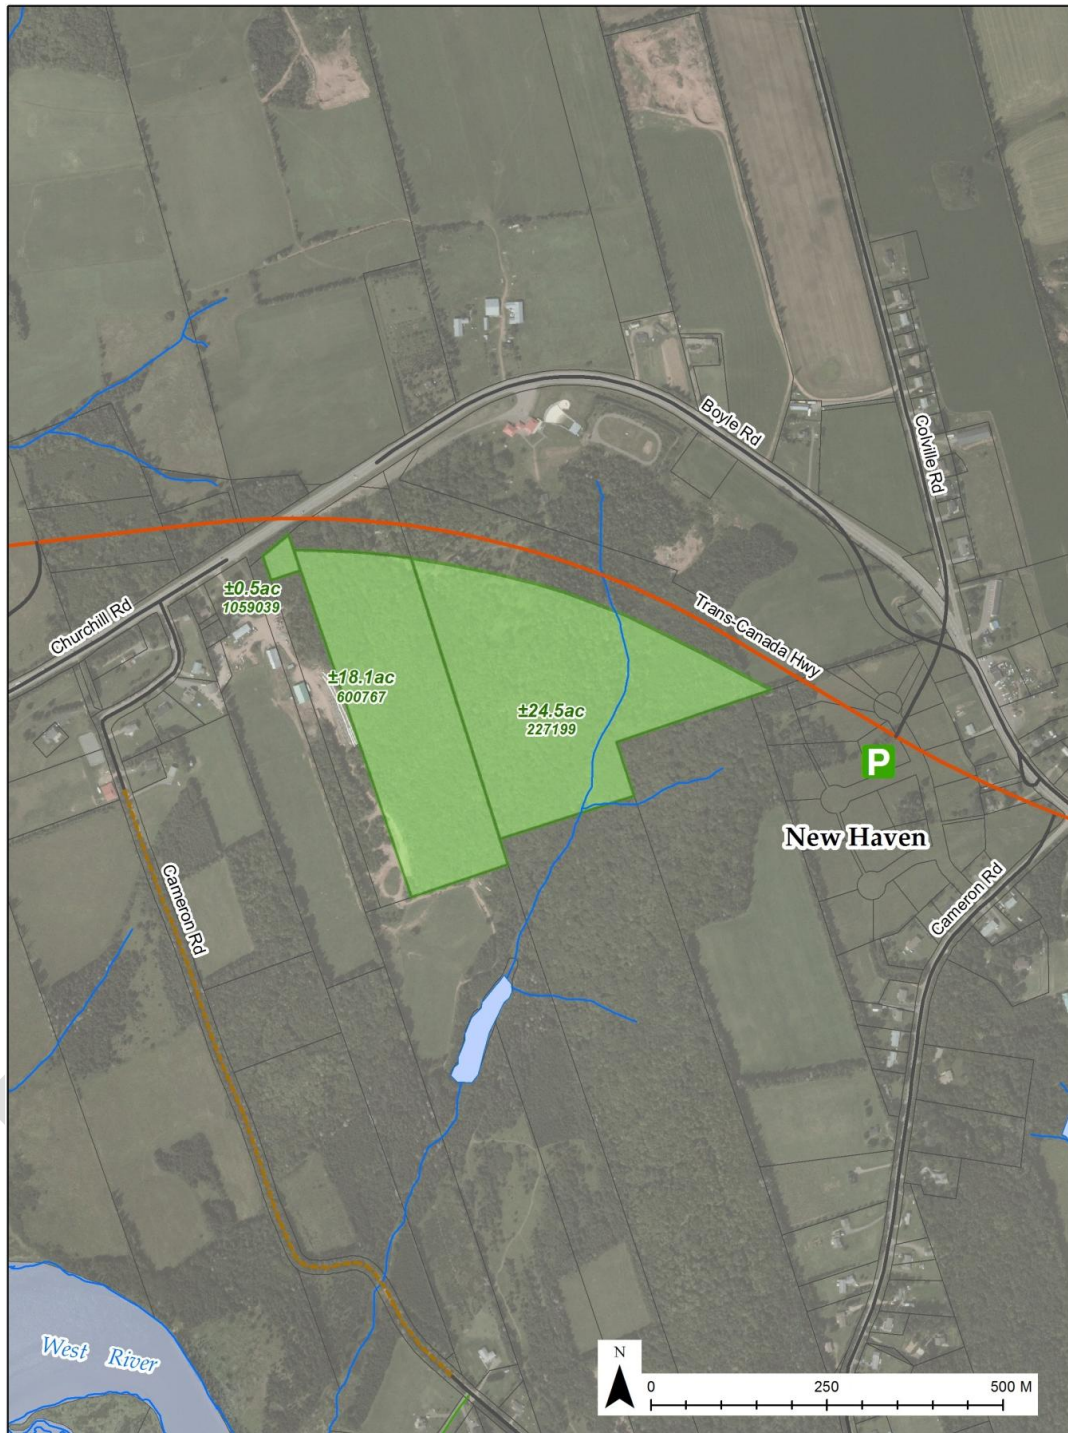 Boyle Rd
Colville Rd
±0.5ac
1059039
Churchill Rd
Trans-Canada Hwy
±18.1ac
600767
±24.5ac
227199
P
New Haven
Cameron Rd
Cameron Rd
West River
N
0 250 500 M